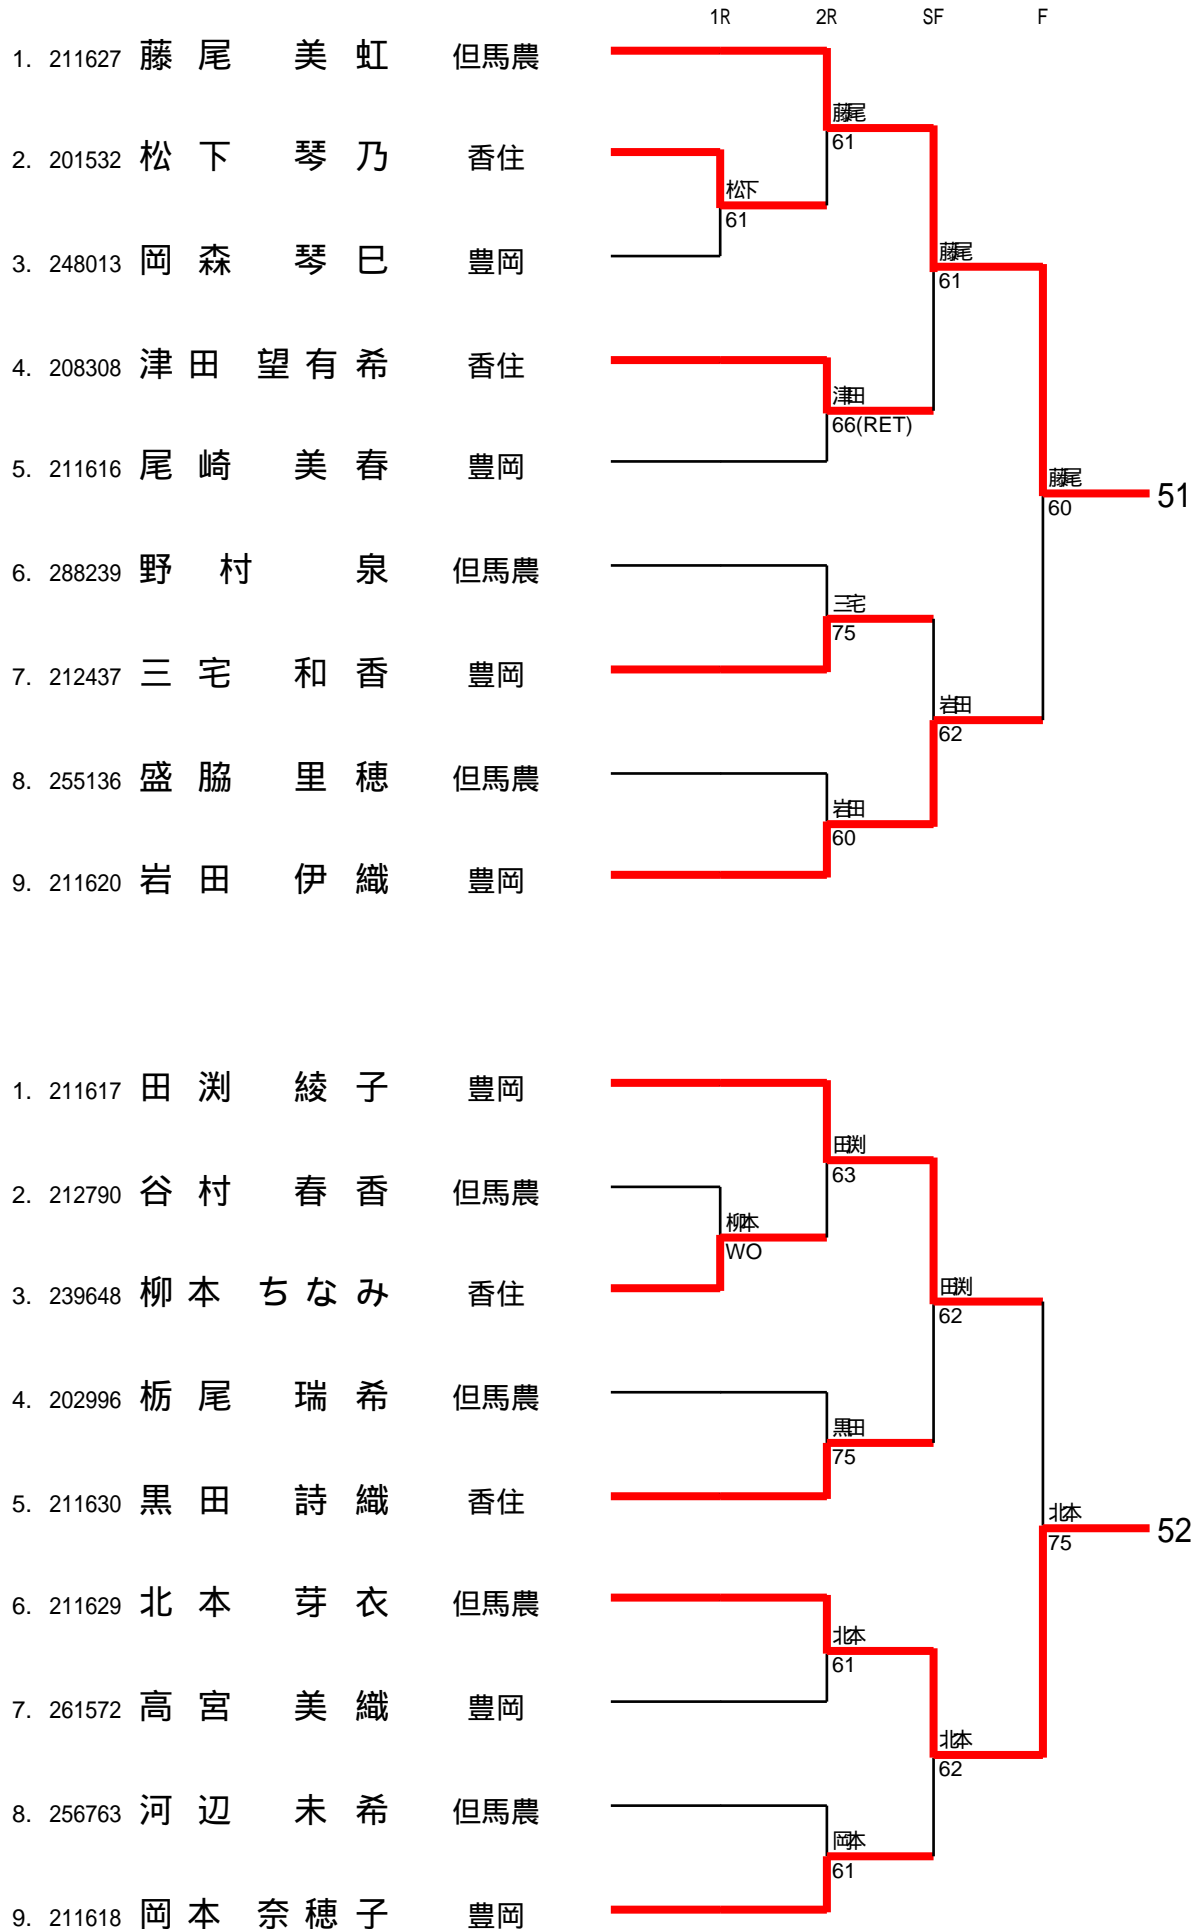 1R 2R SF F
1. 211627 藤尾 美虹 但馬農
藤尾
61
2. 201532 松下 琴乃 香住
松下
61
3. 248013 岡森 琴巳 豊岡
藤尾
61
4. 208308 津田 望有希 香住
津田
66(RET)
5. 211616 尾崎 美春 豊岡
藤尾
60
51
6. 288239 野村 泉 但馬農
三宅
75
7. 212437 三宅 和香 豊岡
岩田
62
8. 255136 盛脇 里穂 但馬農
岩田
60
9. 211620 岩田 伊織 豊岡
1. 211617 田渕 綾子 豊岡
田渕
63
2. 212790 谷村 春香 但馬農
柳本
WO
3. 239648 柳本 ちなみ 香住
田渕
62
4. 202996 栃尾 瑞希 但馬農
黒田
75
5. 211630 黒田 詩織 香住
北本
75
52
6. 211629 北本 芽衣 但馬農
北本
61
7. 261572 高宮 美織 豊岡
北本
62
8. 256763 河辺 未希 但馬農
岡本
61
9. 211618 岡本 奈穂子 豊岡